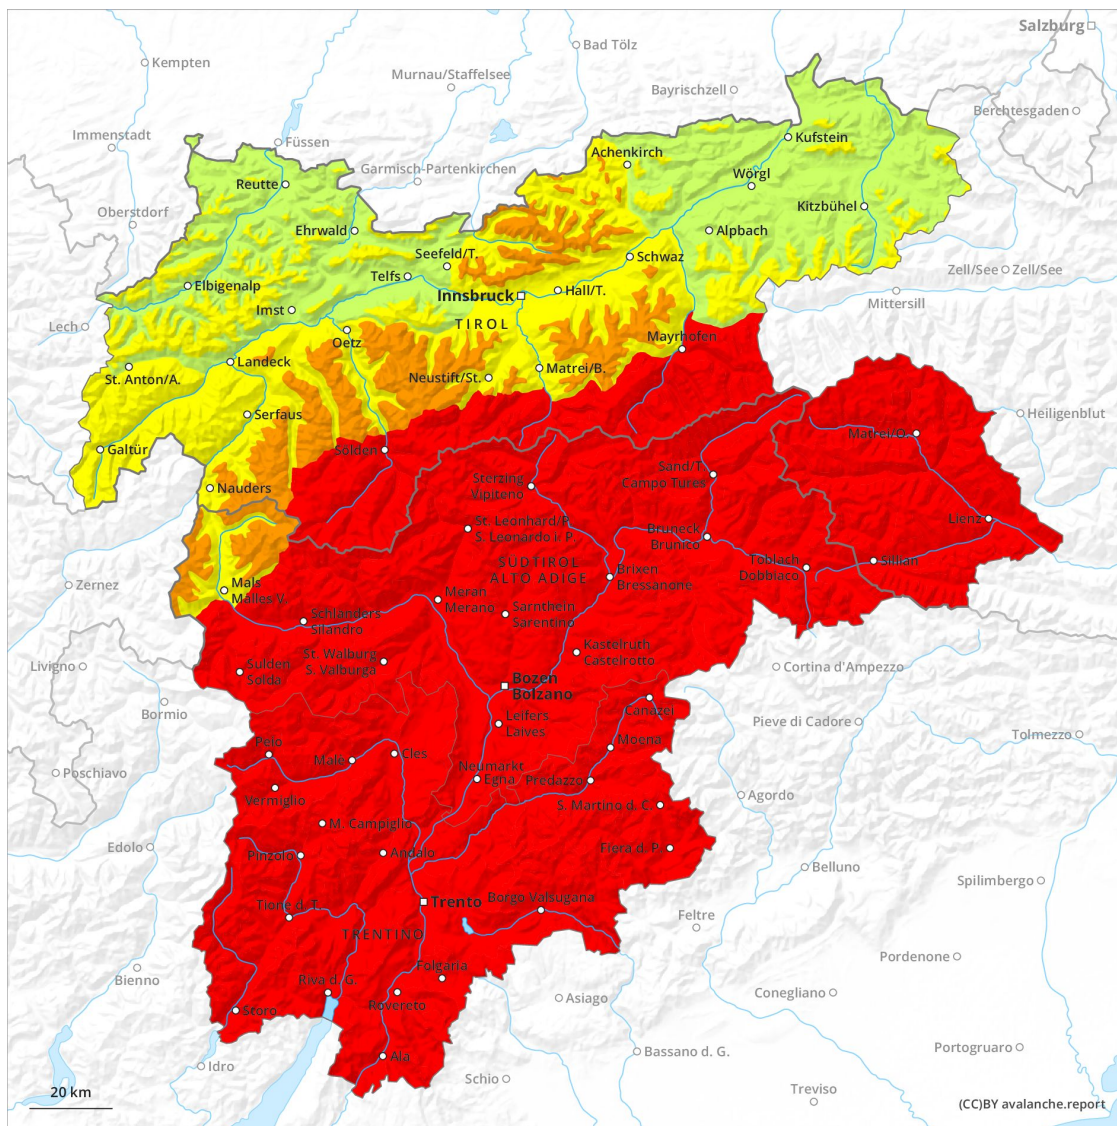 Salzburg
Bad Tölz
Kempten
Murnau/Staffelsee
Bayrischzell
Berchtesgaden
Immenstadt
Füssen
Kufstein
Achenkirch
Garmisch-Partenkirchen
Wörgl
Reutte
Oberstdorf
Kitzbühel
Ehrwald
Alpbach
Seefeld/T.
Schwaz
Zell/See
Zell/See
Telfs
Elbigenalp
Hall/T.
Innsbruck
Mittersill
Imst
Lech
TIROL
Mayrhofen
Oetz
Landeck
Matrei/B.
St. Anton/A.
Neustift/St.
Serfaus
Heiligenblut
Matrei/O.
Galtür
Sölden
Sand/T.
Campo Tures
Sterzing
Vipiteno
Nauders
Lienz
St. Leonhard/P.
S. Leonardo i. P.
Bruneck
Brunico
SÜDTIROL
ALTO ADIGE
Toblach
Dobbiaco
Sillian
Brixen
Bressanone
Zernez
Mals
Málles/V.
Meran
Merano
Sarnthein
Sarentino
Schlanders
Silandro
Kastelruth
Castelrotto
St. Walburg
S. Valburga
Livigno
Sulden
Solda
Cortina d'Ampezzo
Bozen
Bolzano
Bormio
Canazei
Leifers
Laives
Pieve di Cadore
Tolmezzo
Moena
Peio
Male
Cles
Poschiavo
Neumarkt
Egna
Predazzo
Vermiglio
Agordo
S. Martino d. C.
M. Campiglio
Edolo
Pinzolo
Andalo
Fiera d. P.
Belluno
Spilimbergo
Borgo Valsugana
Trento
Tione d. T.
Feltre
TRENTINO
Pordenone
Folgaria
Bienno
Riva d. G.
Conegliano
Asiago
Rovereto
Storo
Portogruaro
Bassano d. G.
Ala
Idro
Schio
Treviso
20 km
(CC)BY avalanche.report